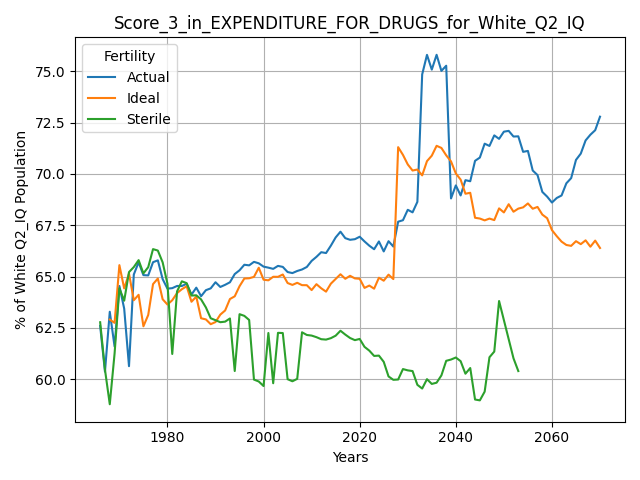 Score_3_in_EXPENDITURE_FOR_DRUGS_for_White_Q2_IQ
Fertility
Actual
Ideal
Sterile
% of White Q2_IQ Population
75.0
72.5
70.0
67.5
65.0
62.5
60.0
1980
2000
2020
2040
2060
Years